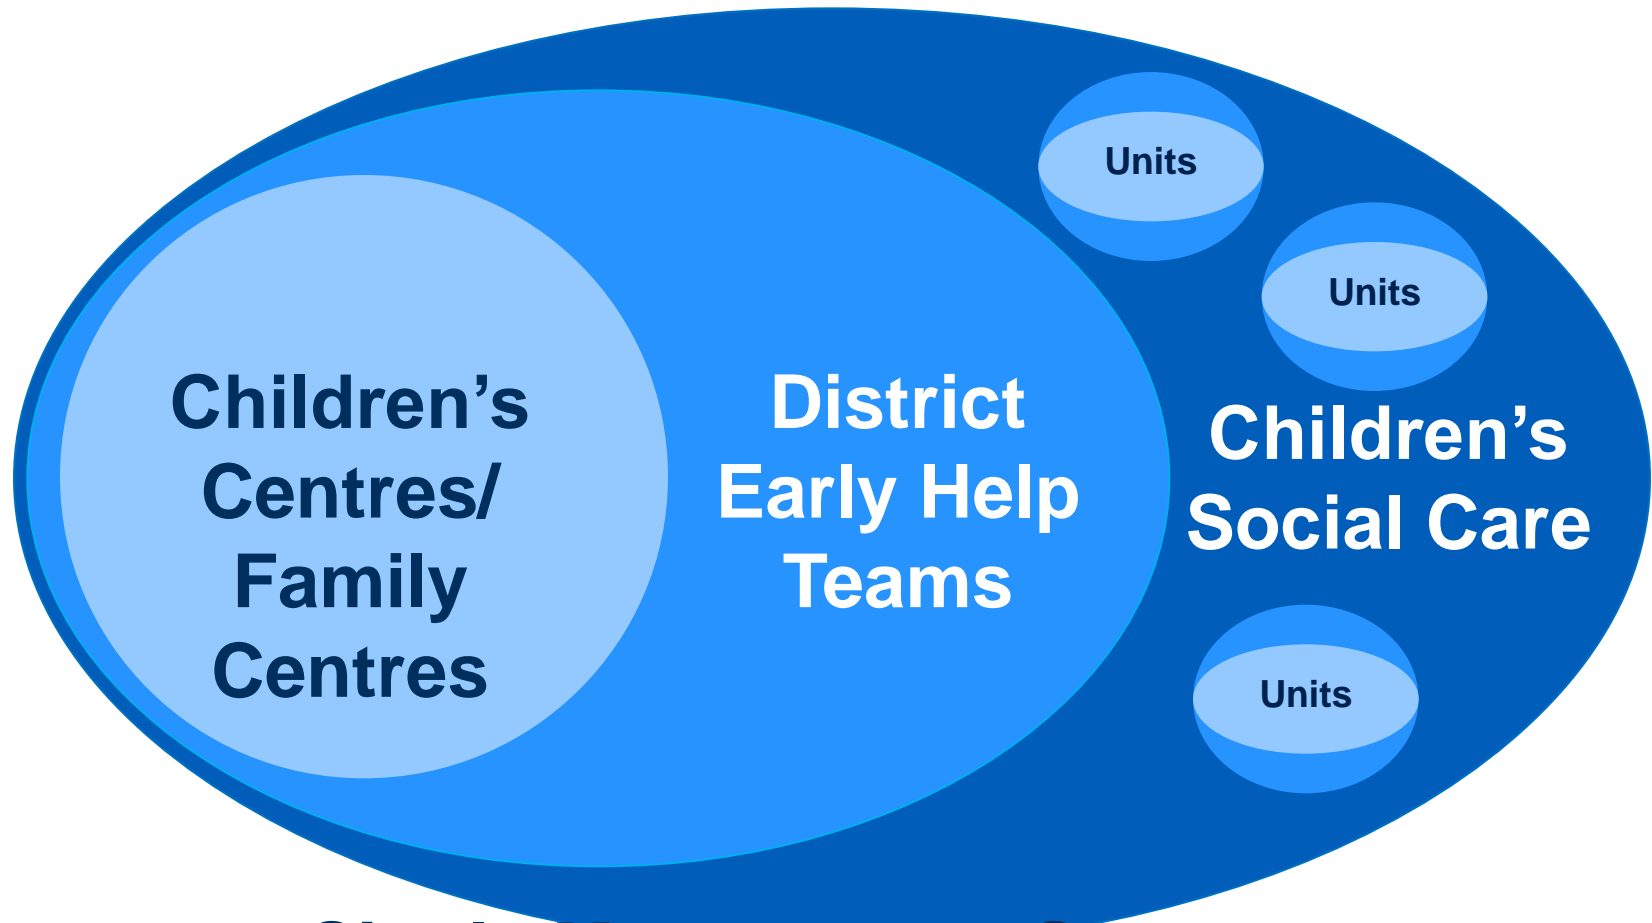 Units
Units
Children’s
Centres/
Family
Centres
District
Early Help
Teams
Children’s
Social Care
Units